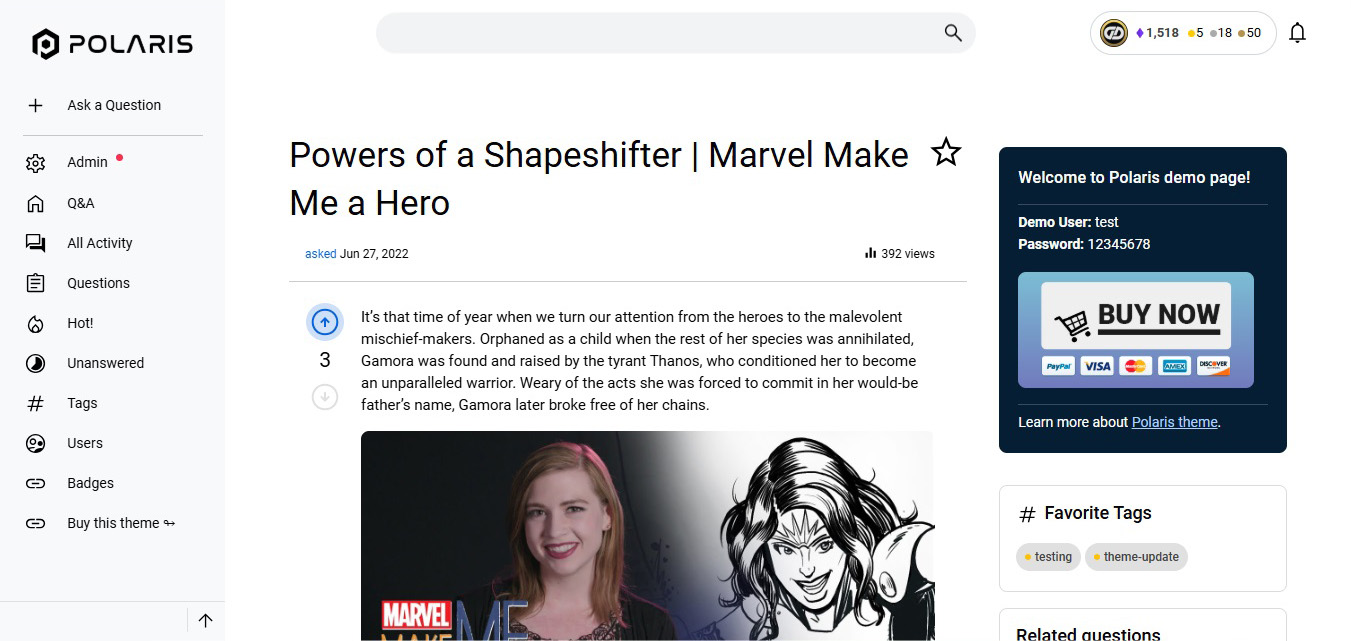 POLARIS
1,518 5 18 50
Ask a Question
Admin
Q&A
All Activity
Questions
Hot!
Unanswered
Tags
Users
Badges
Buy this theme ↬
Powers of a Shapeshifter | Marvel Make
Me a Hero
asked Jun 27, 2022
392 views
3
It’s that time of year when we turn our attention from the heroes to the malevolent
mischief-makers. Orphaned as a child when the rest of her species was annihilated,
Gamora was found and raised by the tyrant Thanos, who conditioned her to become
an unparalleled warrior. Weary of the acts she was forced to commit in her would-be
father’s name, Gamora later broke free of her chains.
MARVEL
MAKE ME
Welcome to Polaris demo page!
Demo User: test
Password: 12345678
BUY NOW
PayPal VISA MasterCard AMEX DISCOVER
Learn more about Polaris theme.
# Favorite Tags
testing
theme-update
Related questions